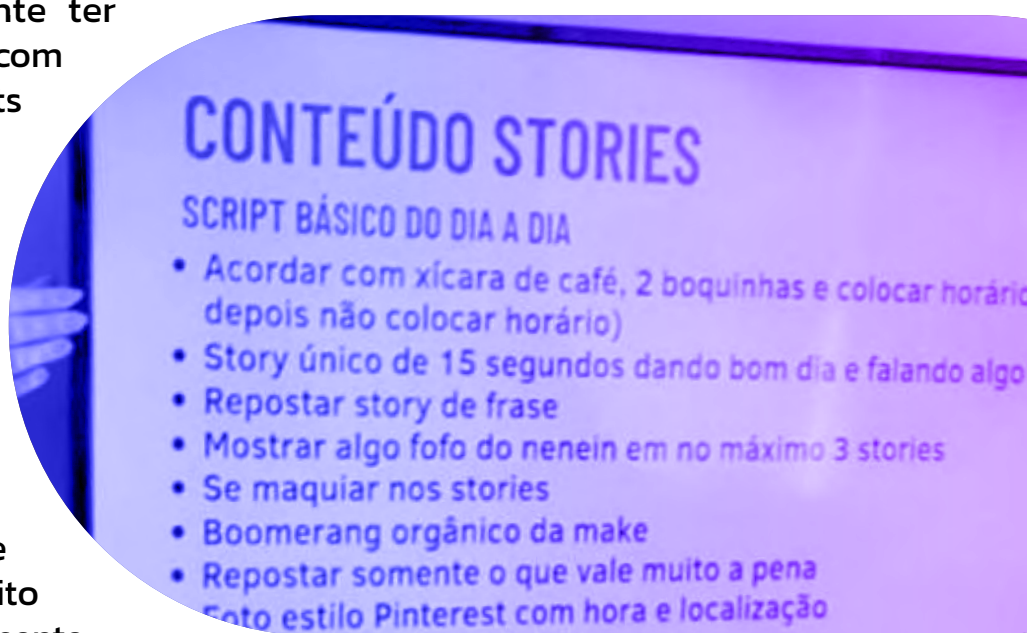 nte ter
com
ts
CONTEÚDO STORIES
SCRIPT BÁSICO DO DIA A DIA
• Acordar com xícara de café, 2 boquinhas e colocar horário
depois não colocar horário)
• Story único de 15 segundos dando bom dia e falando algo
• Repostar story de frase
• Mostrar algo fofo do nenein em no máximo 3 stories
• Se maquiar nos stories
• Boomerang orgânico da make
• Repostar somente o que vale muito a pena
Foto estilo Pinterest com hora e localização
e
ito